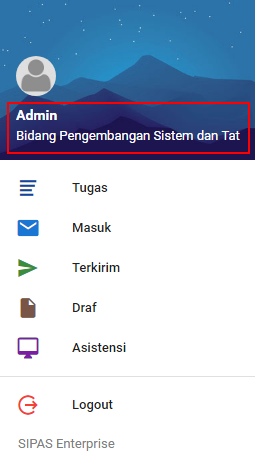 Admin
Bidang Pengembangan Sistem dan Tat
Tugas
Masuk
Terkirim
Draf
Asistensi
Logout
SIPAS Enterprise